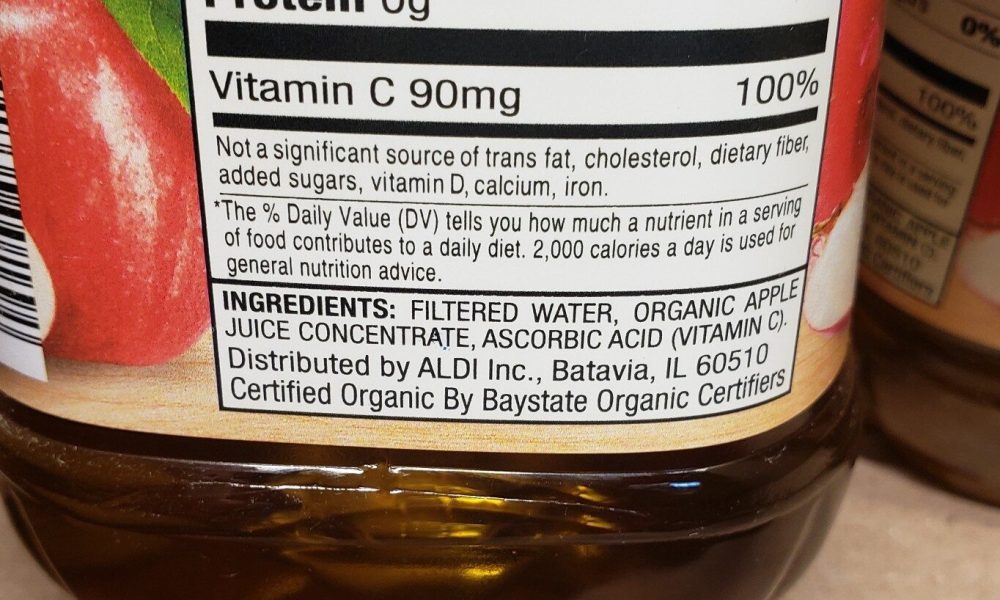 Protein 0g
Vitamin C 90mg 100%
Not a significant source of trans fat, cholesterol, dietary fiber,
added sugars, vitamin D, calcium, iron.
*The % Daily Value (DV) tells you how much a nutrient in a serving
of food contributes to a daily diet. 2,000 calories a day is used for
general nutrition advice.
INGREDIENTS: FILTERED WATER, ORGANIC APPLE
JUICE CONCENTRATE, ASCORBIC ACID (VITAMIN C).
Distributed by ALDI Inc., Batavia, IL 60510
Certified Organic By Baystate Organic Certifiers
0%
100%